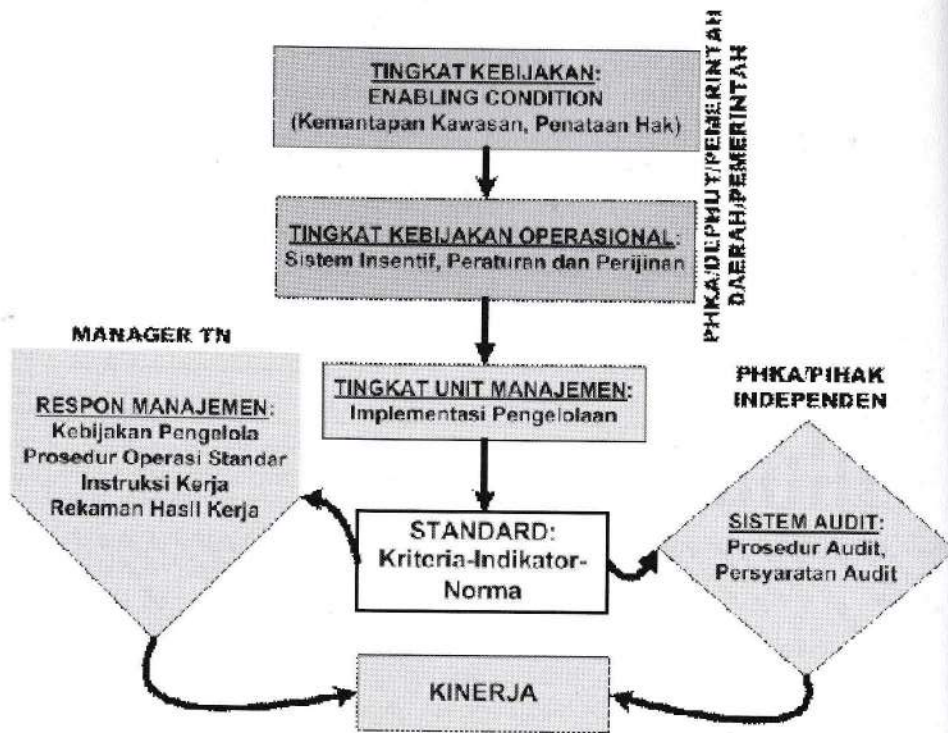 TINGKAT KEBIJAKAN:
ENABLING CONDITION
(Kemantapan Kawasan, Penataan Hak)
PHKA/DEPHUT/PEMERINTAH
DAERAH/PEMERINTAH
TINGKAT KEBIJAKAN OPERASIONAL:
Sistem Insentif, Peraturan dan Perijinan
MANAGER TN
RESPON MANAJEMEN:
Kebijakan Pengelola
Prosedur Operasi Standar
Instruksi Kerja
Rekaman Hasil Kerja
TINGKAT UNIT MANAJEMEN:
Implementasi Pengelolaan
PHKA/PIHAK
INDEPENDEN
STANDARD:
Kriteria-Indikator-
Norma
SISTEM AUDIT:
Prosedur Audit,
Persyaratan Audit
KINERJA